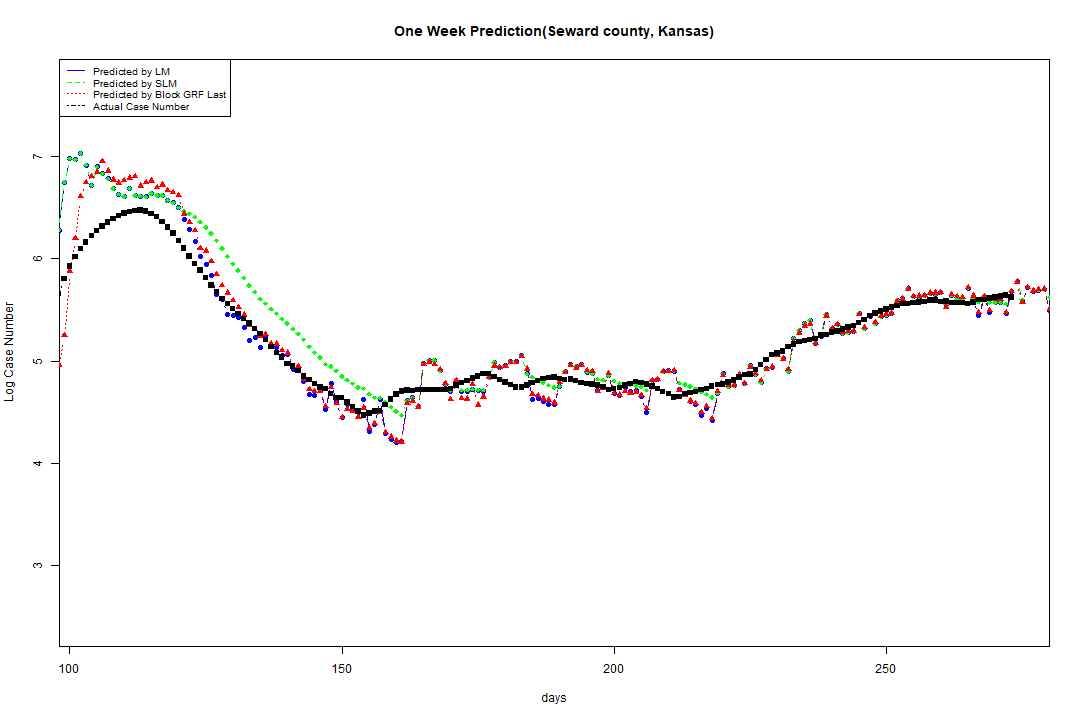 One Week Prediction(Seward county, Kansas)
Predicted by LM
Predicted by SLM
Predicted by Block GRF Last
Actual Case Number
7
6
5
4
3
Log Case Number
100 150 200 250
days